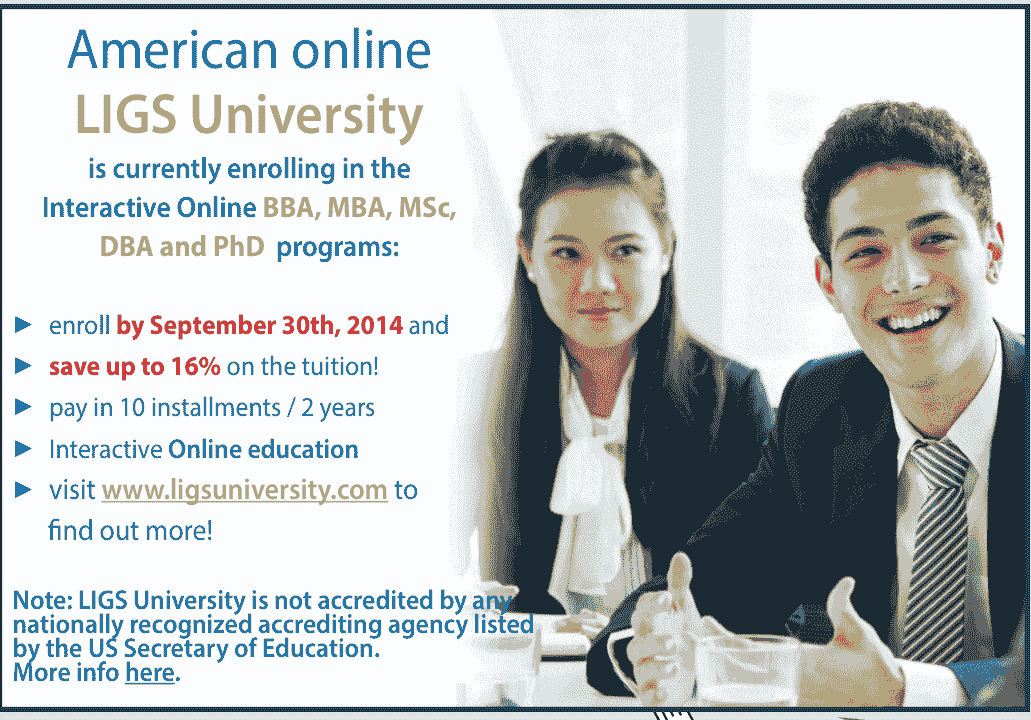 American online
LIGS University
is currently enrolling in the
Interactive Online BBA, MBA, MSc,
DBA and PhD programs:
► enroll by September 30th, 2014 and
► save up to 16% on the tuition!
► pay in 10 installments / 2 years
► Interactive Online education
► visit www.ligsuniversity.com to
find out more!
Note: LIGS University is not accredited by any
nationally recognized accrediting agency listed
by the US Secretary of Education.
More info here.